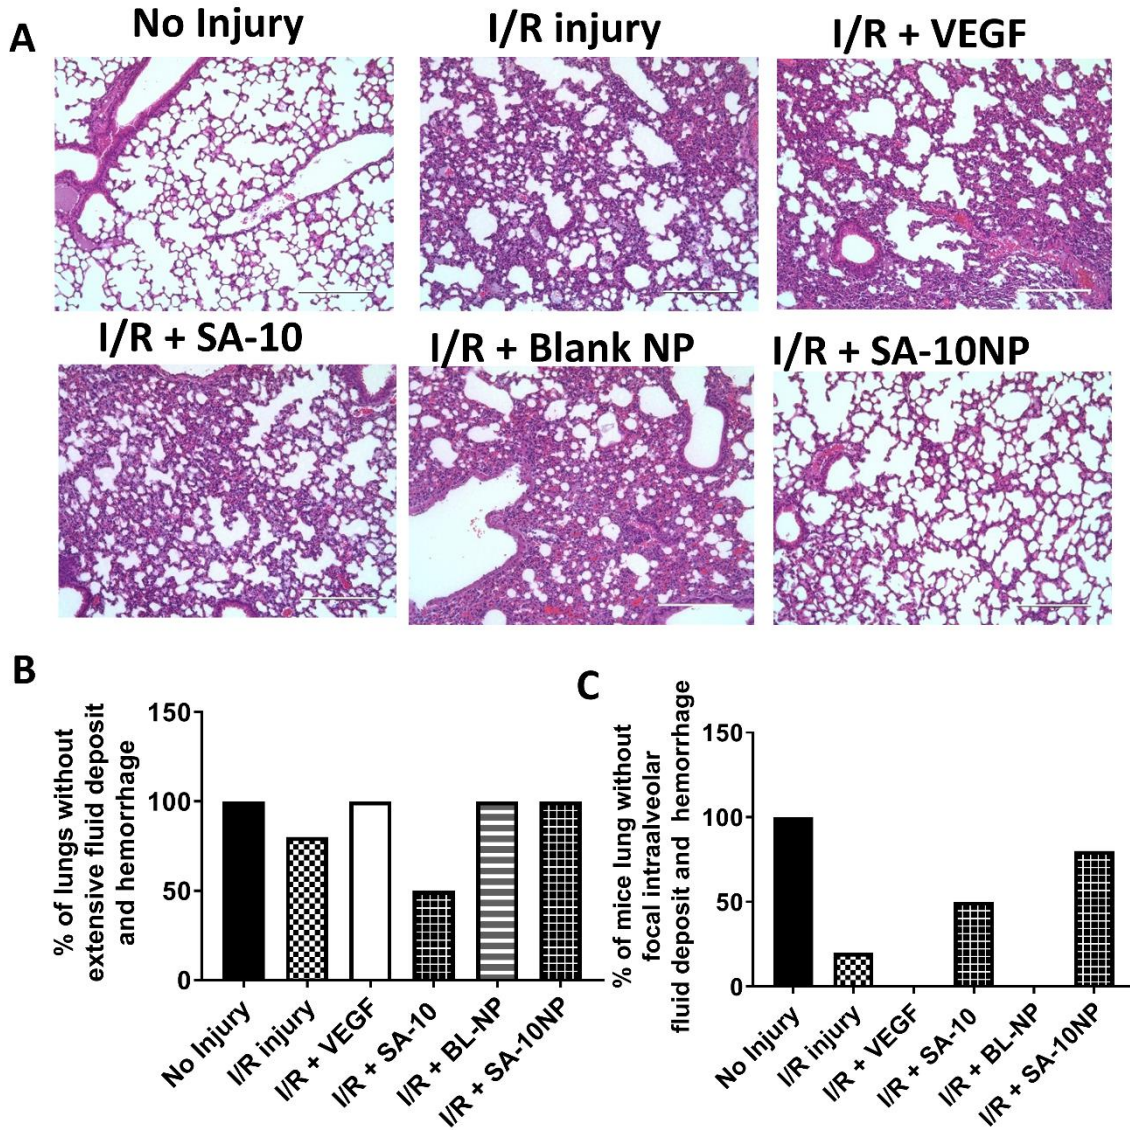 A
No Injury
I/R injury
I/R + VEGF
I/R + SA-10
I/R + Blank NP
I/R + SA-10NP
B
% of lungs without
extensive fluid deposit
and hemorrhage
150
100
50
0
No Injury
I/R injury
I/R + VEGF
I/R + SA-10
I/R + BL-NP
I/R + SA-10NP
C
% of mice lung without
focal intraalveolar
fluid deposit and hemorrhage
150
100
50
0
No Injury
I/R injury
I/R + VEGF
I/R + SA-10
I/R + BL-NP
I/R + SA-10NP